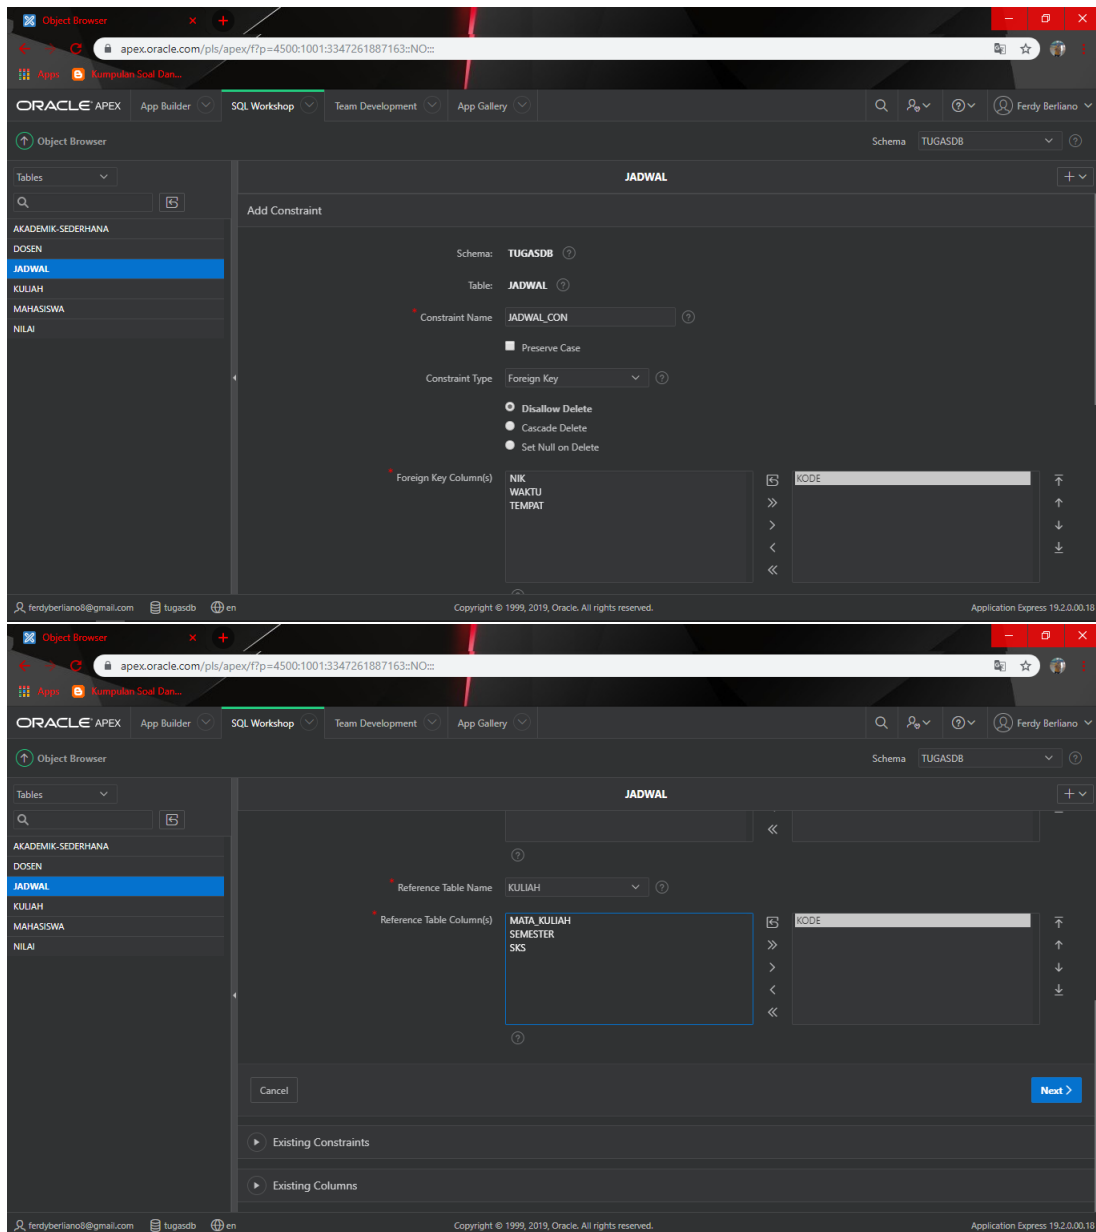 Object Browser
apex.oracle.com/pls/apex/f?p=4500:1001:3347261887163::NO:::
Apps Kumpulan Soal Dan...
ORACLE APEX App Builder SQL Workshop Team Development App Gallery Ferdy Berliano
Object Browser Schema TUGASDB
Tables JADWAL
Add Constraint
AKADEMIK-SEDERHANA
DOSEN
JADWAL
KULIAH
MAHASISWA
NILAI
Schema: TUGASDB
Table: JADWAL
* Constraint Name JADWAL_CON
Preserve Case
Constraint Type Foreign Key
Disallow Delete
Cascade Delete
Set Null on Delete
* Foreign Key Column(s) NIK KODE
WAKTU
TEMPAT
ferdyberliano8@gmail.com tugasdb en Copyright © 1999, 2019, Oracle. All rights reserved. Application Express 19.2.0.00.18
Object Browser
apex.oracle.com/pls/apex/f?p=4500:1001:3347261887163::NO:::
Apps Kumpulan Soal Dan...
ORACLE APEX App Builder SQL Workshop Team Development App Gallery Ferdy Berliano
Object Browser Schema TUGASDB
Tables JADWAL
AKADEMIK-SEDERHANA
DOSEN
JADWAL
KULIAH
MAHASISWA
NILAI
* Reference Table Name KULIAH
* Reference Table Column(s) MATA_KULIAH KODE
SEMESTER
SKS
Cancel Next >
Existing Constraints
Existing Columns
ferdyberliano8@gmail.com tugasdb en Copyright © 1999, 2019, Oracle. All rights reserved. Application Express 19.2.0.00.18